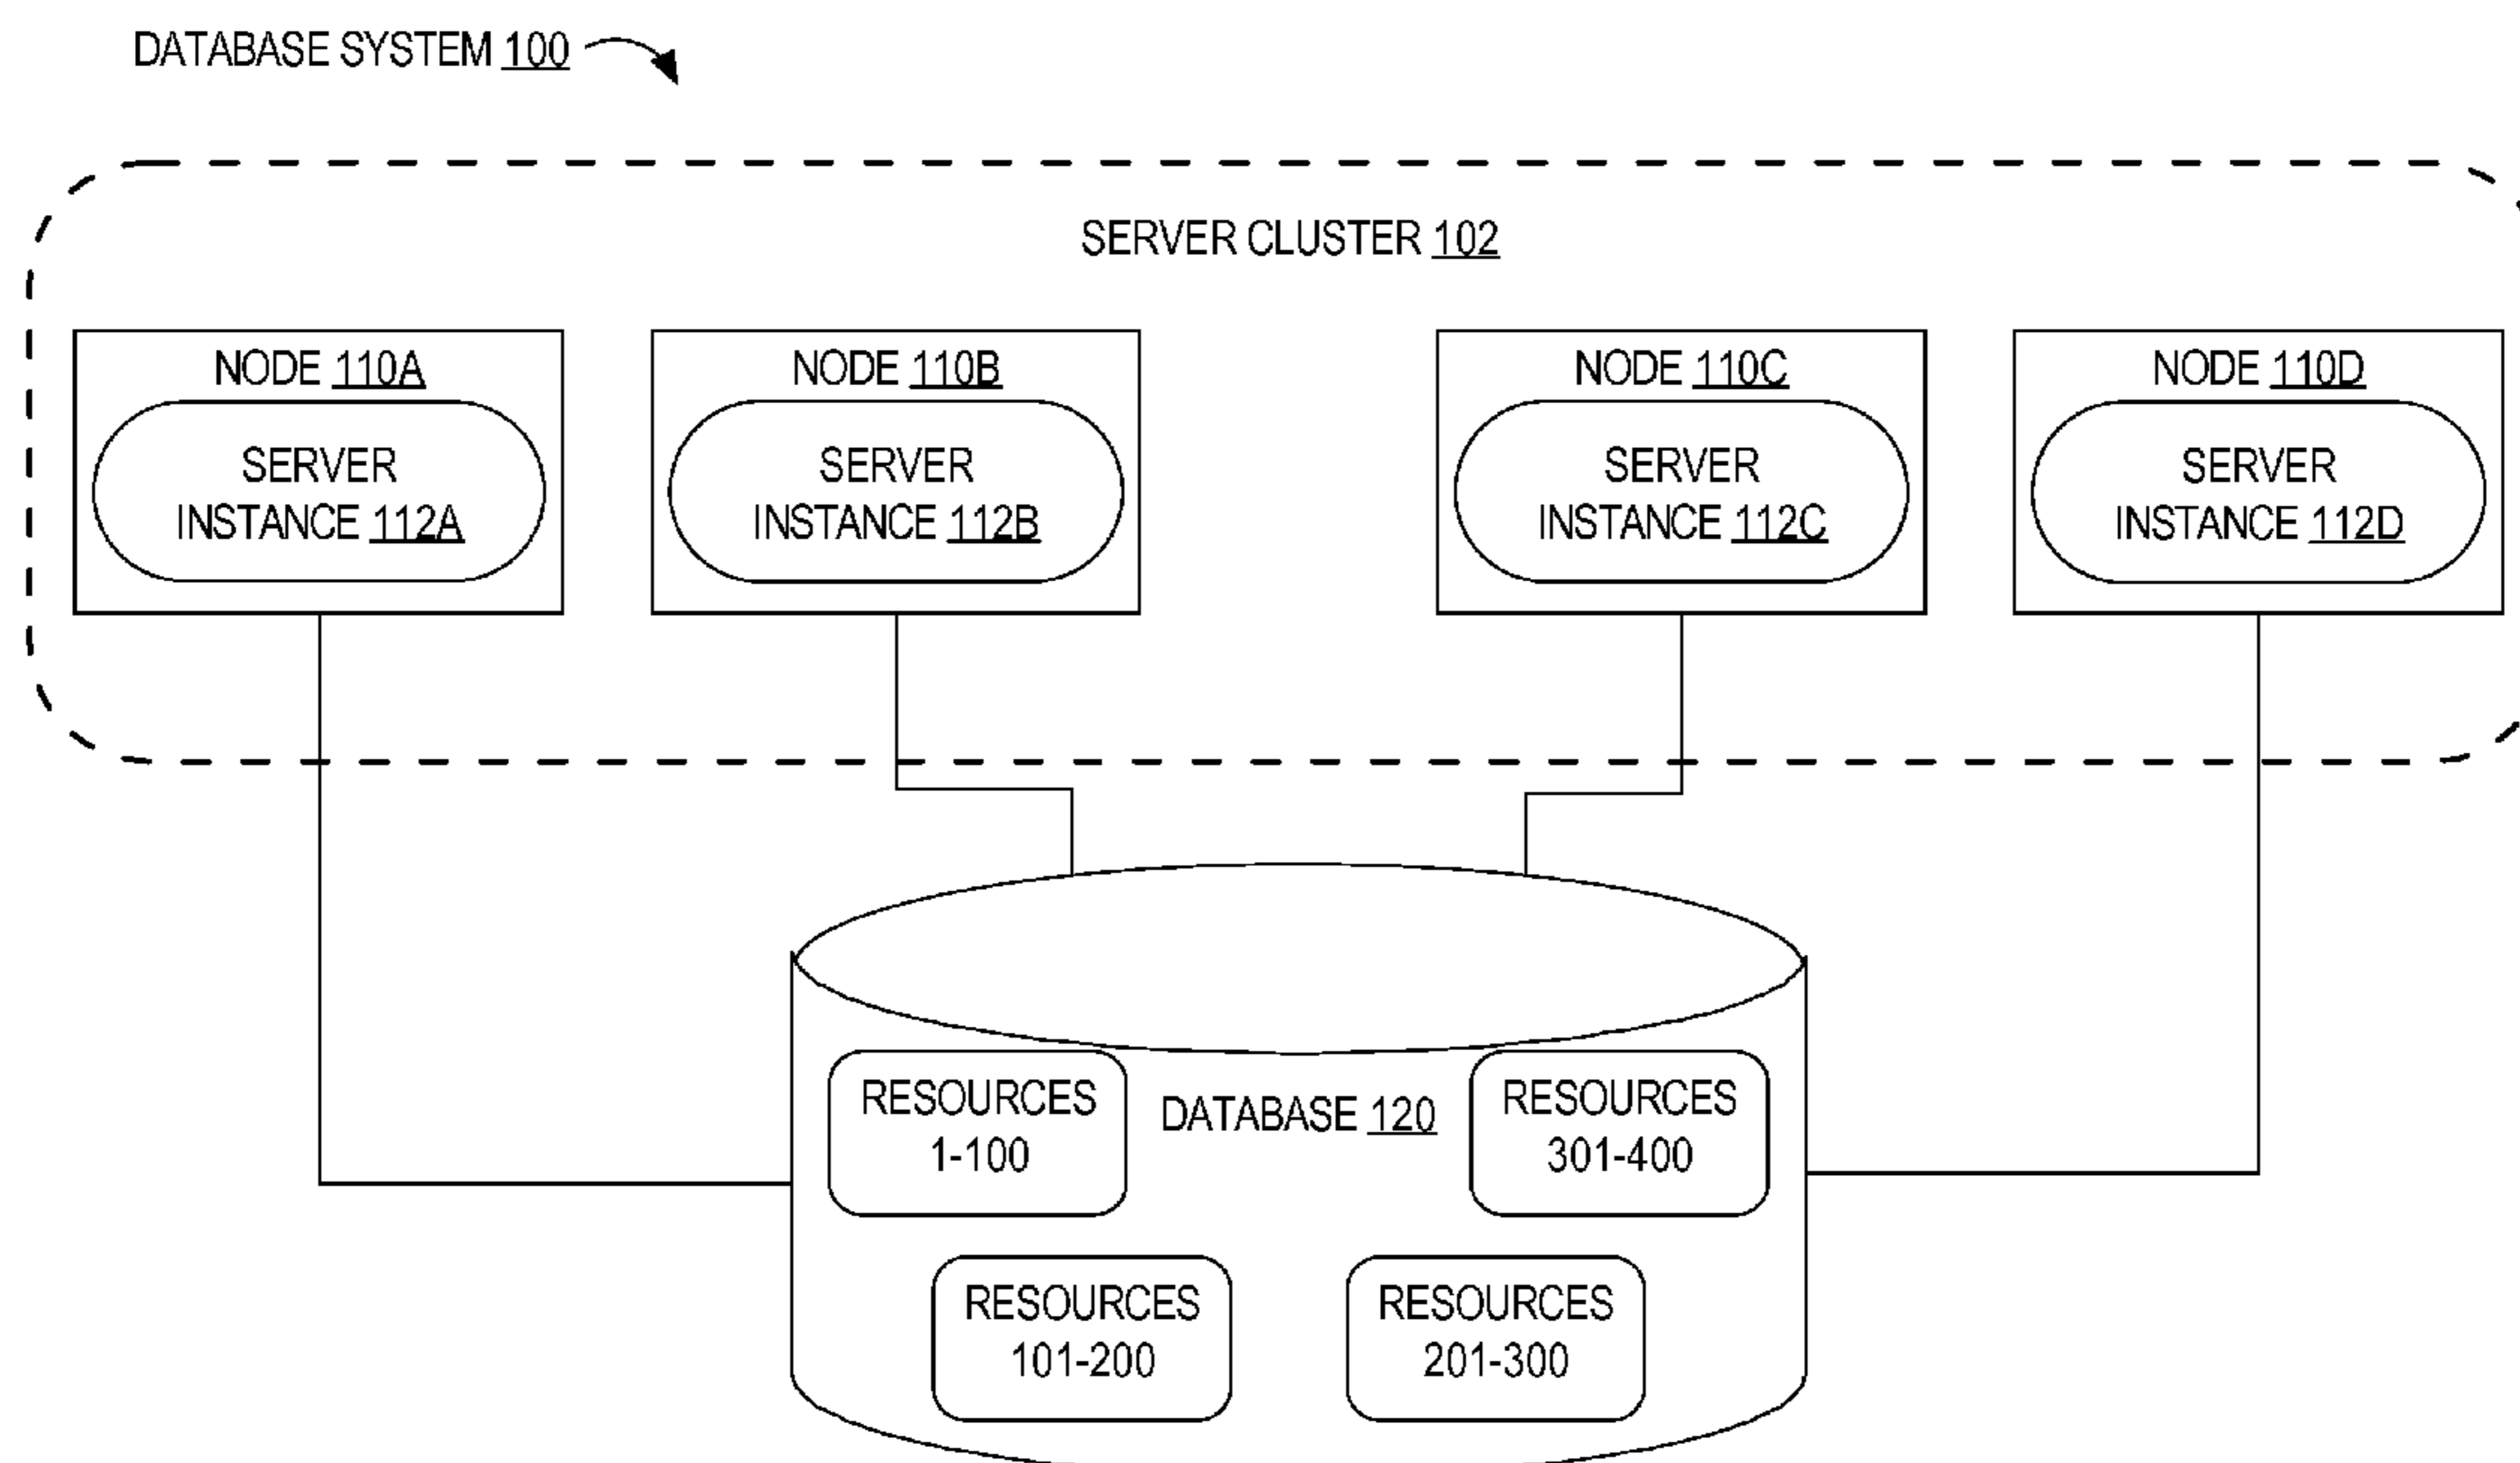 DATABASE SYSTEM 100
SERVER CLUSTER 102
NODE 110A
SERVER
INSTANCE 112A
NODE 110B
SERVER
INSTANCE 112B
NODE 110C
SERVER
INSTANCE 112C
NODE 110D
SERVER
INSTANCE 112D
RESOURCES
1-100
DATABASE 120
RESOURCES
301-400
RESOURCES
101-200
RESOURCES
201-300